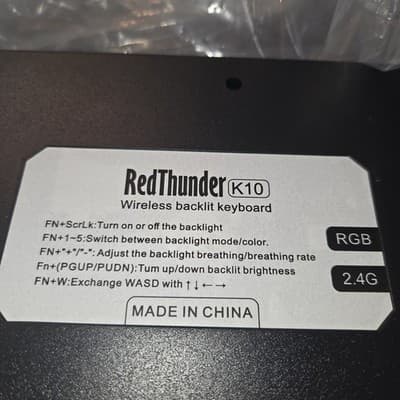 RedThunder K10
Wireless backlit keyboard
FN+ScrLk:Turn on or off the backlight
FN+1~5:Switch between backlight mode/color.
FN+"+"/"-": Adjust the backlight breathing/breathing rate
Fn+(PGUP/PUDN):Tum up/down backlit brightness
FN+W:Exchange WASD with ↑↓←→
RGB
2.4G
MADE IN CHINA